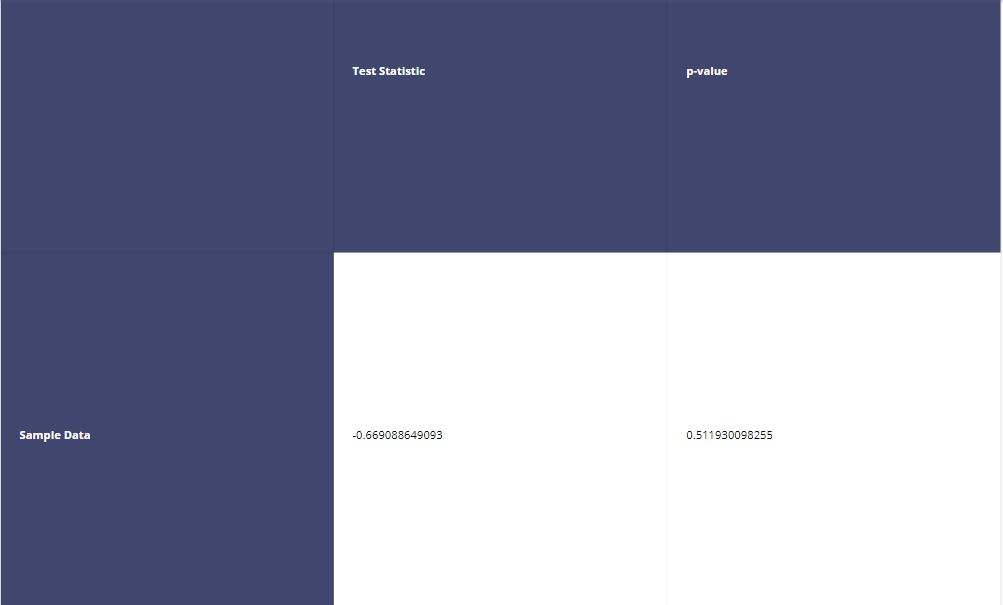 Test Statistic
p-value
Sample Data
-0.669088649093
0.511930098255